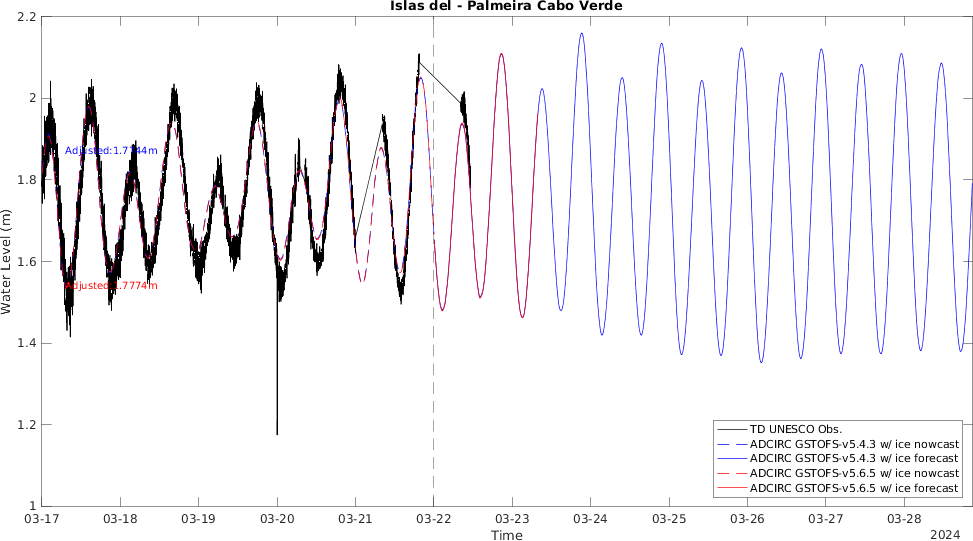 Islas del - Palmeira Cabo Verde
2.2
2
1.8
1.6
1.4
1.2
1
Water Level (m)
Adjusted:1.7744m
Adjusted:1.7774m
TD UNESCO Obs.
ADCIRC GSTOFS-v5.4.3 w/ ice nowcast
ADCIRC GSTOFS-v5.4.3 w/ ice forecast
ADCIRC GSTOFS-v5.6.5 w/ ice nowcast
ADCIRC GSTOFS-v5.6.5 w/ ice forecast
03-17 03-18 03-19 03-20 03-21 03-22 03-23 03-24 03-25 03-26 03-27 03-28
Time
2024